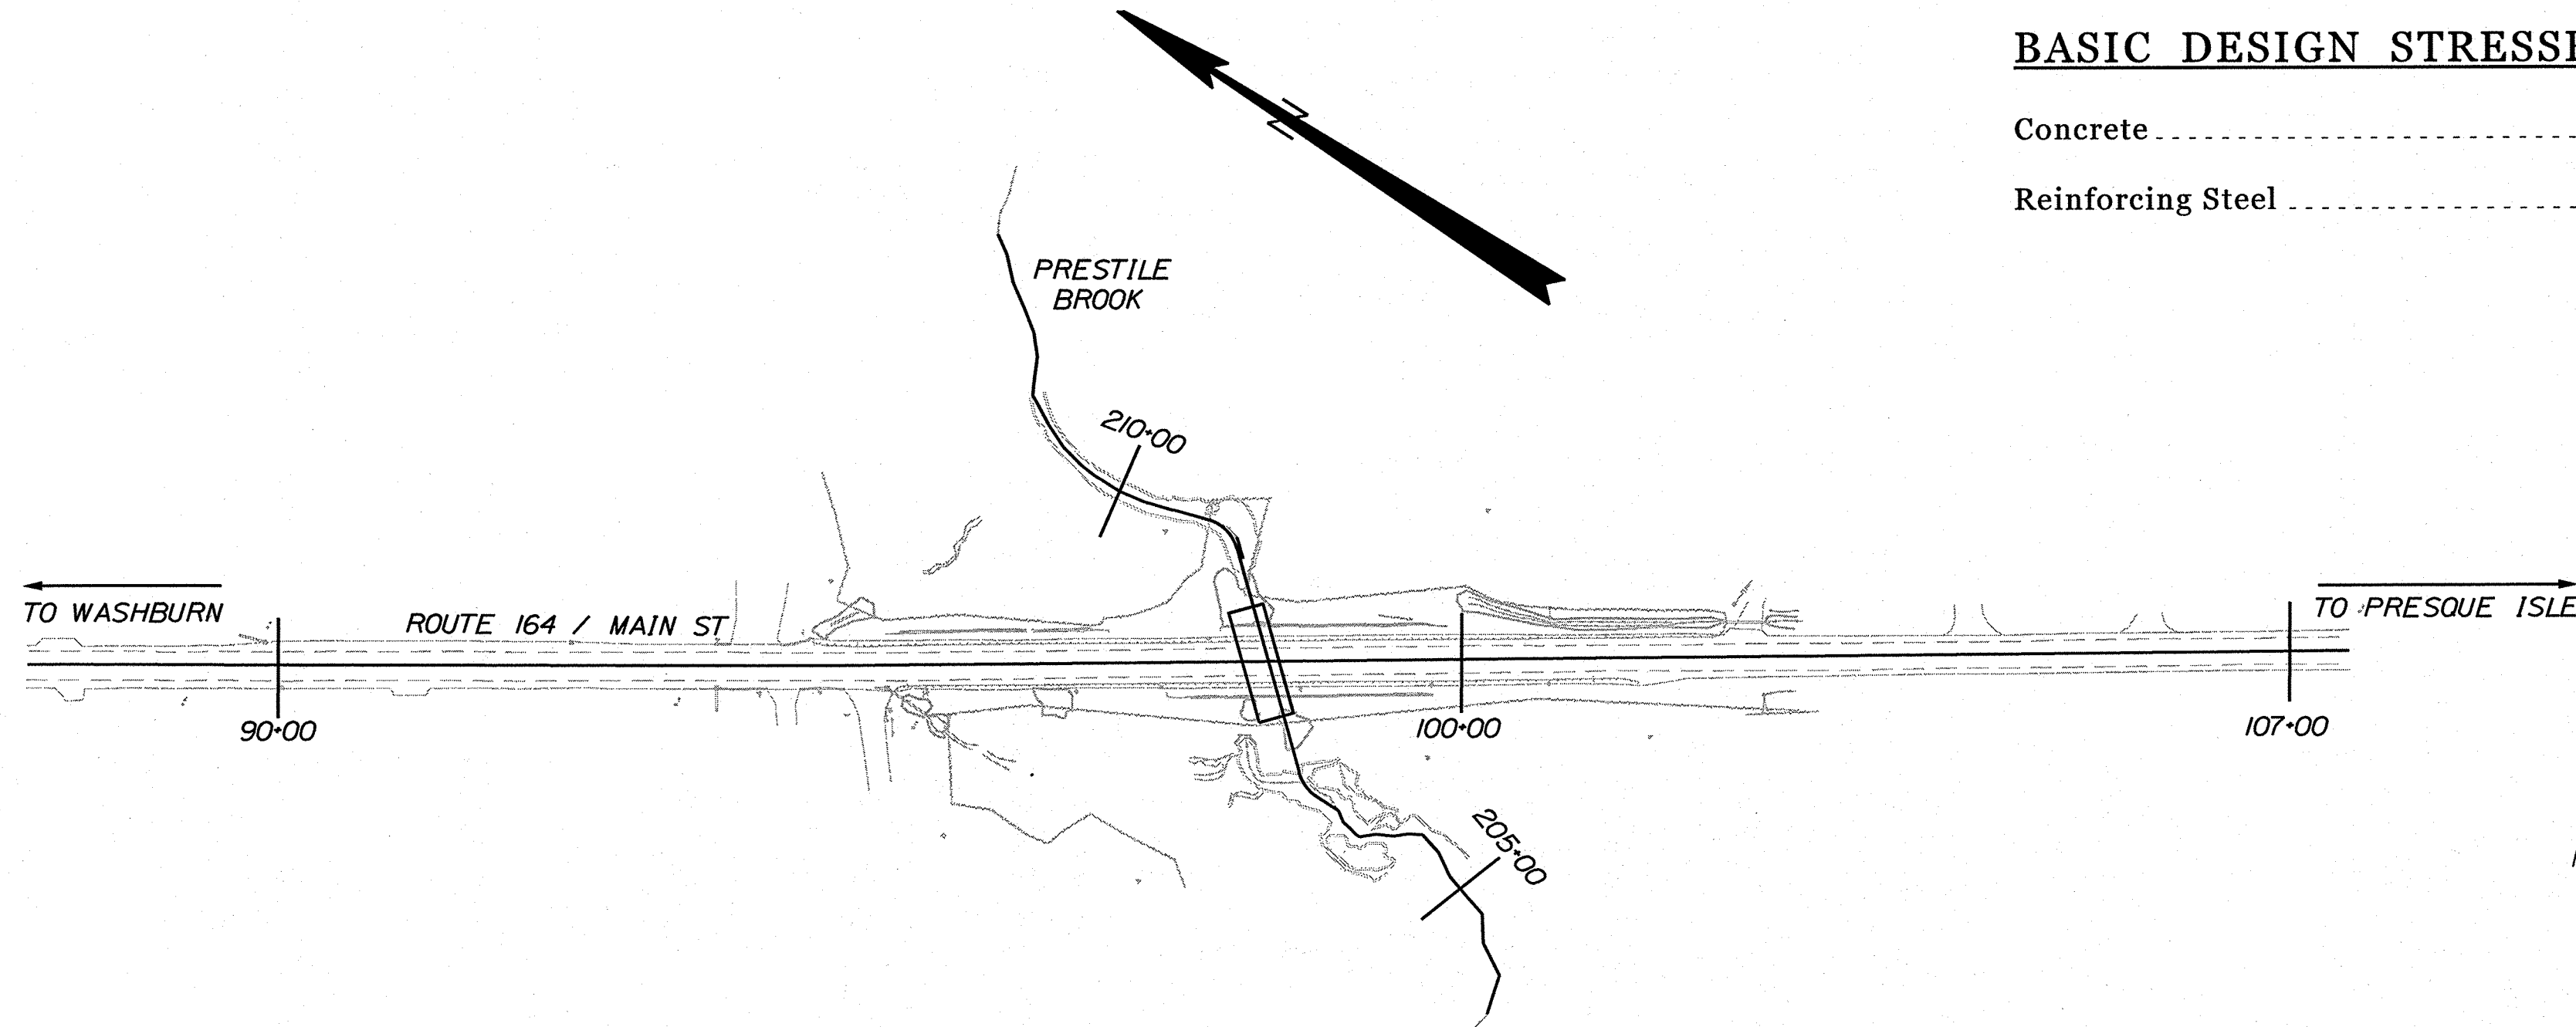 BASIC DESIGN STRESSE
Concrete
Reinforcing Steel
N
PRESTILE
BROOK
210+00
TO WASHBURN
ROUTE 164 / MAIN ST
TO PRESQUE ISLE
90+00
100+00
107+00
205+00